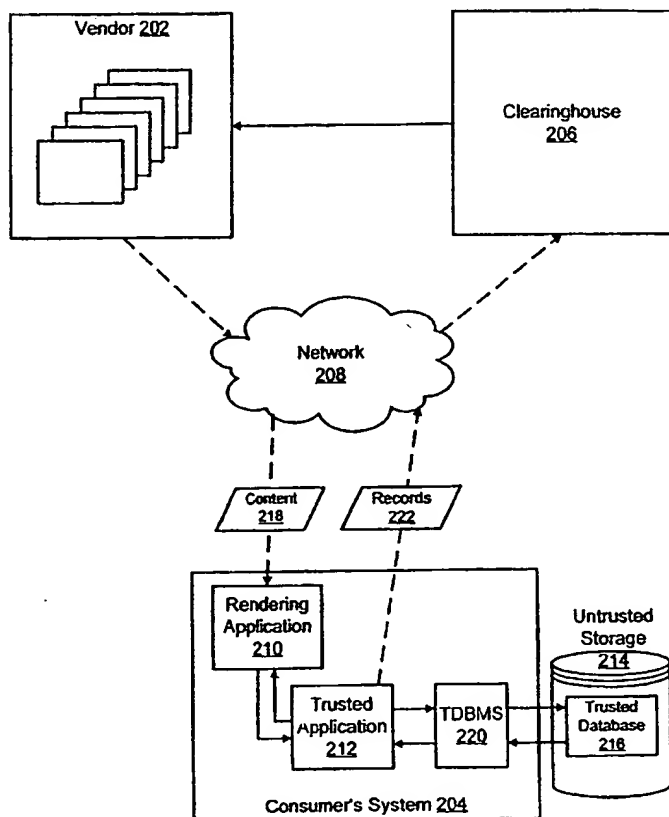 Vendor 202
Clearinghouse
206
Network
208
Content
218
Records
222
Rendering
Application
210
Untrusted
Storage
214
Trusted
Application
212
TDBMS
220
Trusted
Database
216
Consumer's System 204